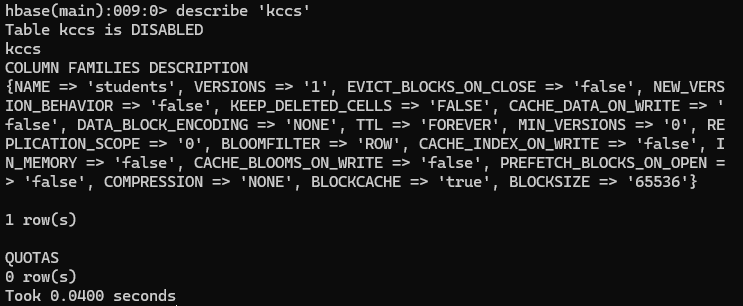 hbase(main):009:0> describe 'kccs'
Table kccs is DISABLED
kccs
COLUMN FAMILIES DESCRIPTION
{NAME => 'students', VERSIONS => '1', EVICT_BLOCKS_ON_CLOSE => 'false', NEW_VERS
ION_BEHAVIOR => 'false', KEEP_DELETED_CELLS => 'FALSE', CACHE_DATA_ON_WRITE => '
false', DATA_BLOCK_ENCODING => 'NONE', TTL => 'FOREVER', MIN_VERSIONS => '0', RE
PLICATION_SCOPE => '0', BLOOMFILTER => 'ROW', CACHE_INDEX_ON_WRITE => 'false', I
N_MEMORY => 'false', CACHE_BLOOMS_ON_WRITE => 'false', PREFETCH_BLOCKS_ON_OPEN =
> 'false', COMPRESSION => 'NONE', BLOCKCACHE => 'true', BLOCKSIZE => '65536'}
1 row(s)
QUOTAS
0 row(s)
Took 0.0400 seconds